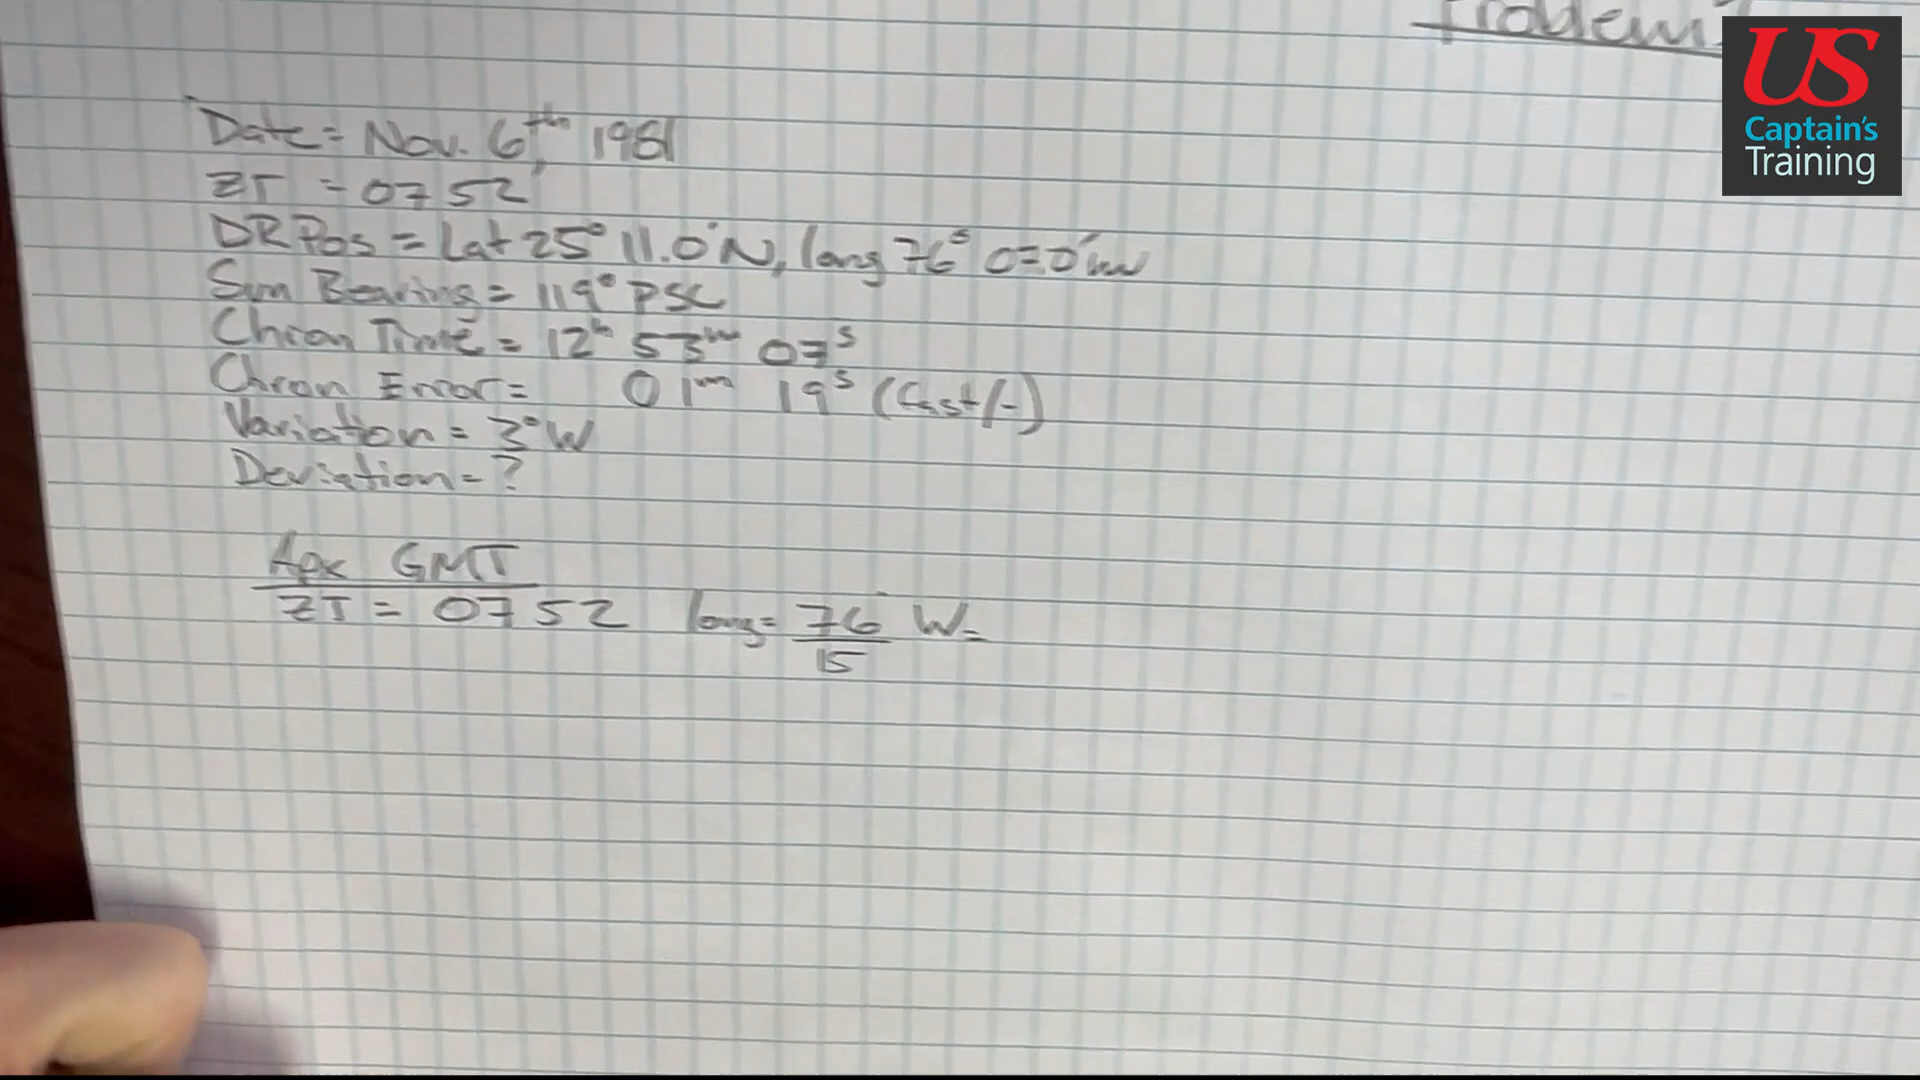 Problem
US
Captain's
Training
Date = Nov. 6th, 1981
ZT = 0752
DR Pos = Lat 25° 11.0'N, long 76° 07.0'W
Sun Bearing = 119° PSC
Chron Time = 12h 53m 07s
Chron Error = 01m 19s (fast/-)
Variation = 3°W
Deviation = ?
Apx GMT
ZT = 0752 long = 76 W =
15